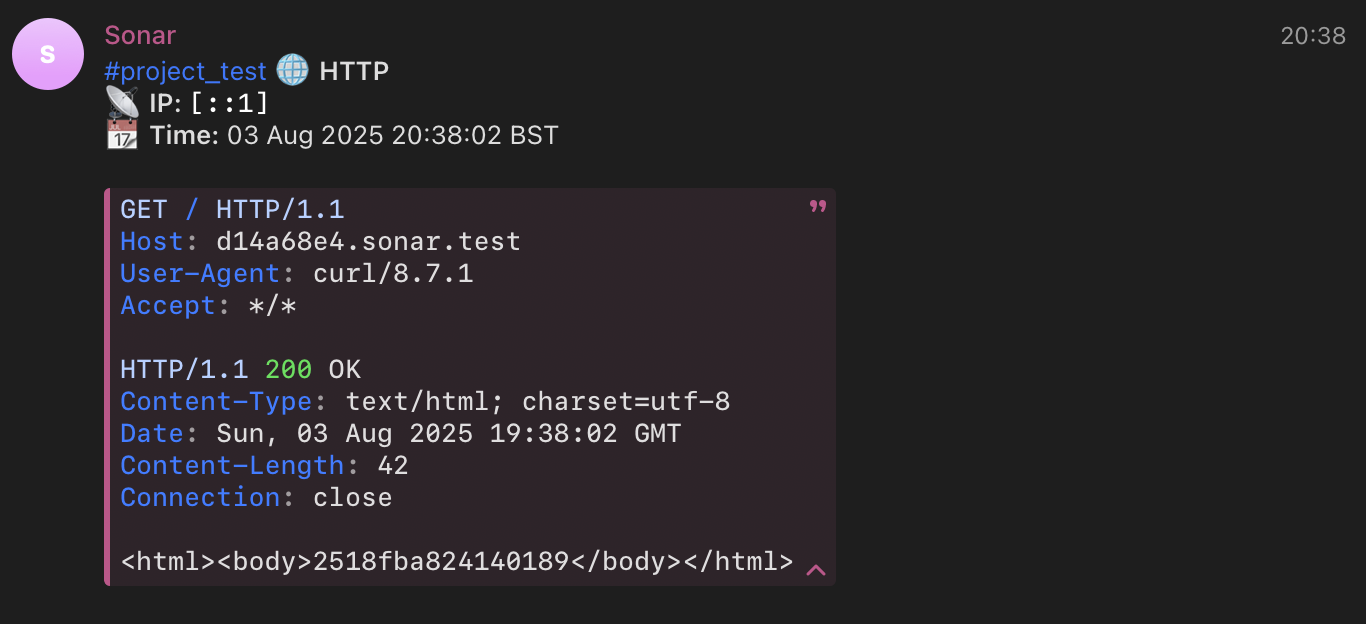 S
Sonar 20:38
#project_test 🌐 HTTP
📡 IP: [::1]
📆 Time: 03 Aug 2025 20:38:02 BST
GET / HTTP/1.1
Host: d14a68e4.sonar.test
User-Agent: curl/8.7.1
Accept: */*
HTTP/1.1 200 OK
Content-Type: text/html; charset=utf-8
Date: Sun, 03 Aug 2025 19:38:02 GMT
Content-Length: 42
Connection: close
<html><body>2518fba824140189</body></html>